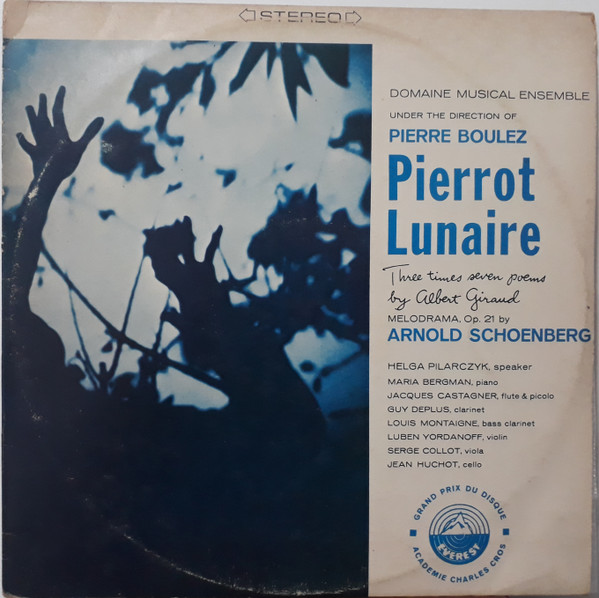 STEREO
DOMAINE MUSICAL ENSEMBLE
UNDER THE DIRECTION OF
PIERRE BOULEZ
Pierrot
Lunaire
Three times seven poems
by Albert Giraud
MELODRAMA, Op. 21 by
ARNOLD SCHOENBERG
HELGA PILARCZYK, speaker
MARIA BERGMAN, piano
JACQUES CASTAGNER, flute & picolo
GUY DEPLUS, clarinet
LOUIS MONTAIGNE, bass clarinet
LUBEN YORDANOFF, violin
SERGE COLLOT, viola
JEAN HUCHOT, cello
GRAND PRIX DU DISQUE
EVEREST
ACADEMIE CHARLES CROS